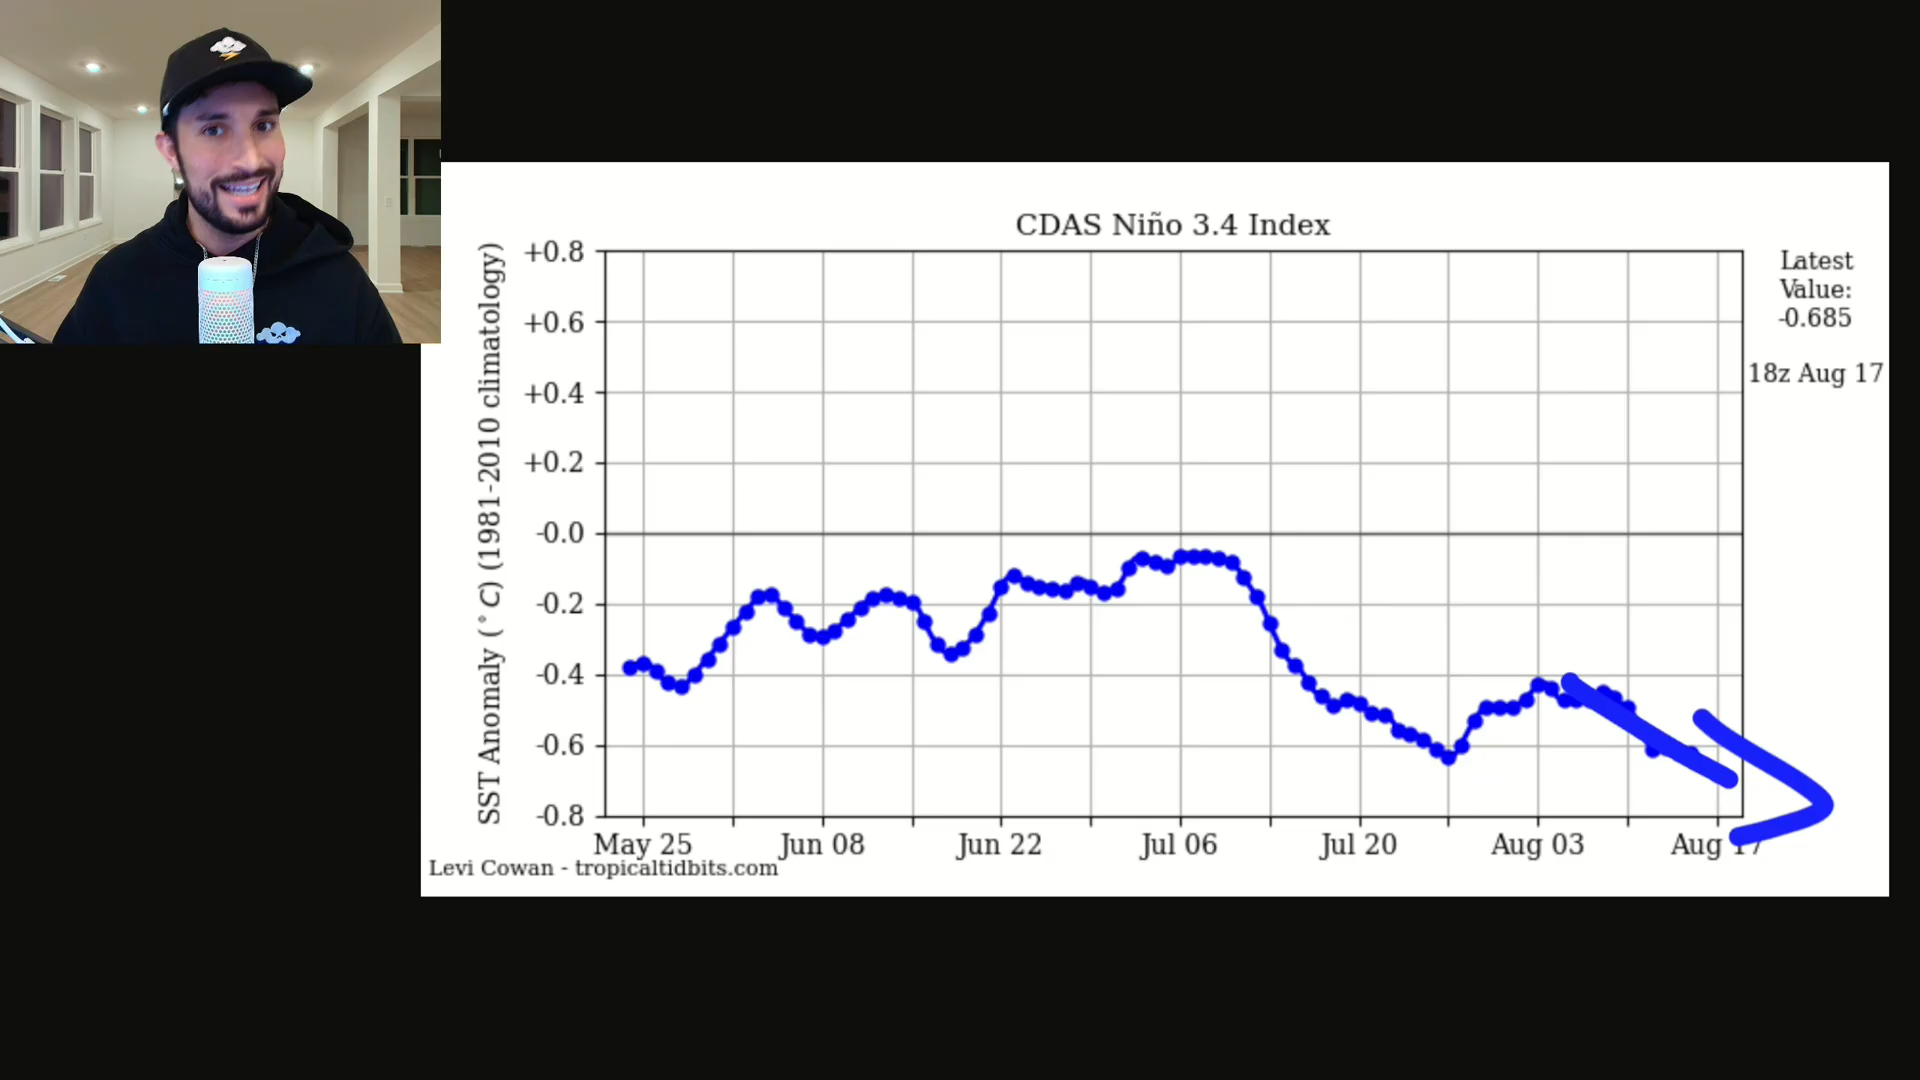 CDAS Niño 3.4 Index
SST Anomaly (°C) (1981-2010 climatology)
+0.8
+0.6
+0.4
+0.2
-0.0
-0.2
-0.4
-0.6
-0.8
May 25
Jun 08
Jun 22
Jul 06
Jul 20
Aug 03
Aug 17
Latest
Value:
-0.685
18z Aug 17
Levi Cowan - tropicaltidbits.com